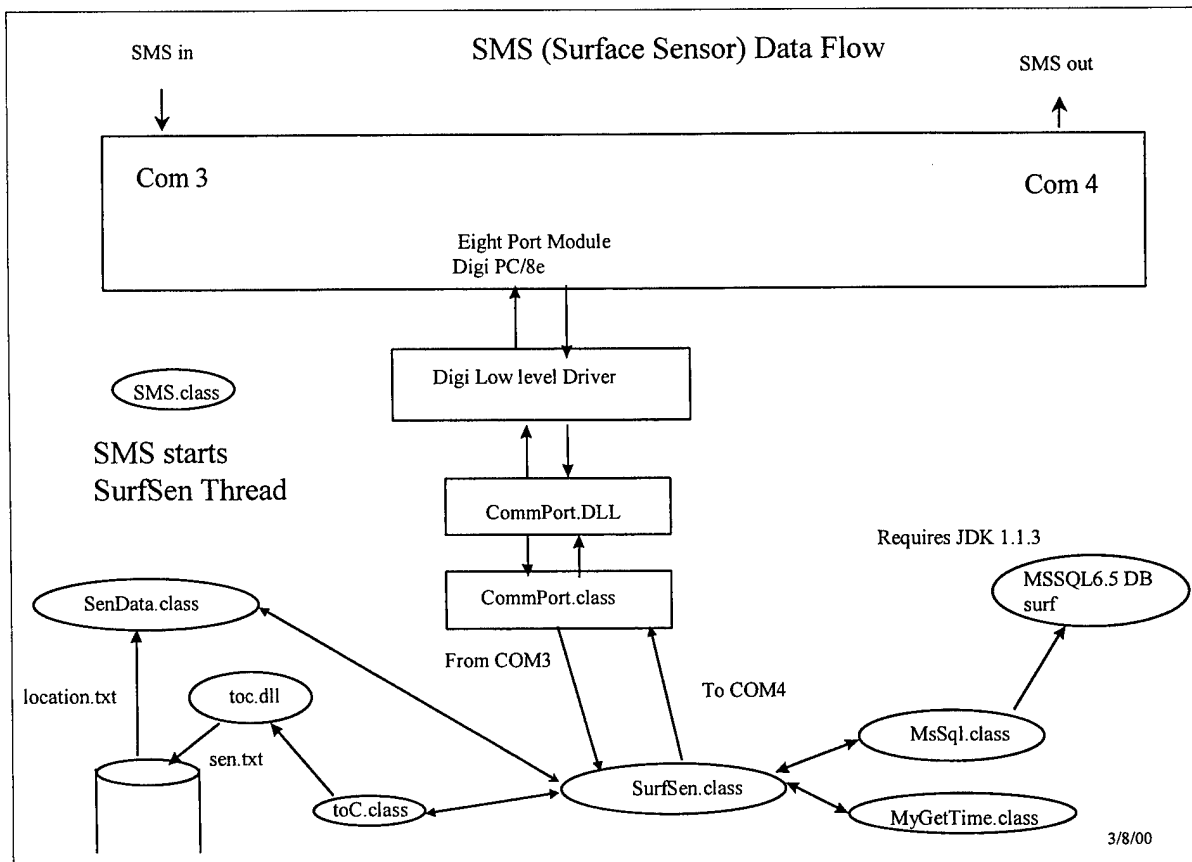 SMS (Surface Sensor) Data Flow
SMS in
SMS out
Com 3
Com 4
Eight Port Module
Digi PC/8e
Digi Low level Driver
SMS.class
SMS starts
SurfSen Thread
CommPort.DLL
Requires JDK 1.1.3
CommPort.class
MSSQL6.5 DB
surf
SenData.class
From COM3
To COM4
location.txt
toc.dll
sen.txt
MsSql.class
SurfSen.class
toC.class
MyGetTime.class
3/8/00